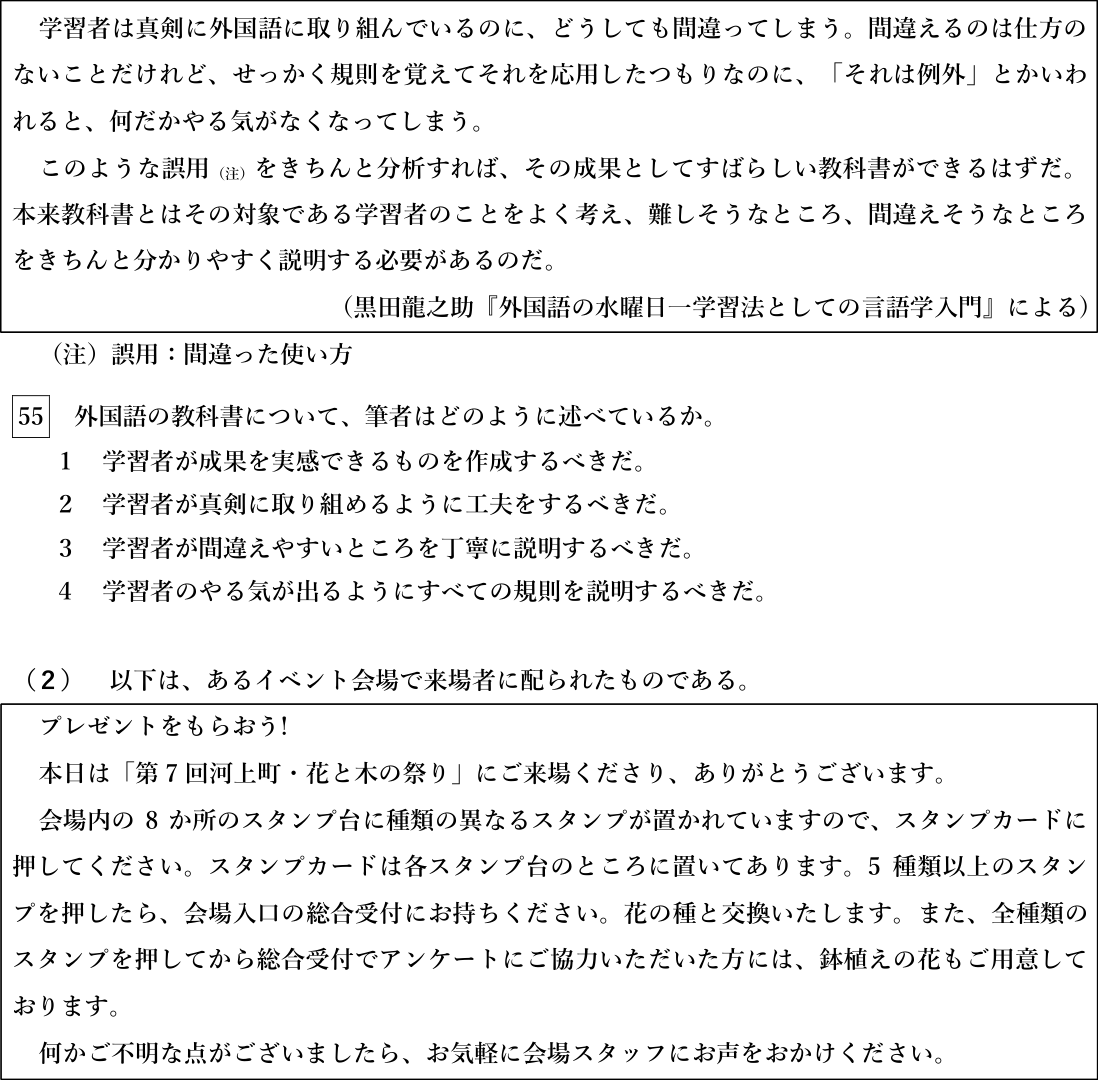 学習者は真剣に外国語に取り組んでいるのに、どうしても間違ってしまう。間違えるのは仕方の
ないことだけれど、せっかく規則を覚えてそれを応用したつもりなのに、「それは例外」とかいわ
れると、何だかやる気がなくなってしまう。
このような誤用（注）をきちんと分析すれば、その成果としてすばらしい教科書ができるはずだ。
本来教科書とはその対象である学習者のことをよく考え、難しそうなところ、間違えそうなところ
をきちんと分かりやすく説明する必要があるのだ。
（黒田龍之助『外国語の水曜日一学習法としての言語学入門』による）
（注）誤用：間違った使い方
55 外国語の教科書について、筆者はどのように述べているか。
1 学習者が成果を実感できるものを作成するべきだ。
2 学習者が真剣に取り組めるように工夫をするべきだ。
3 学習者が間違えやすいところを丁寧に説明するべきだ。
4 学習者のやる気が出るようにすべての規則を説明するべきだ。
（2） 以下は、あるイベント会場で来場者に配られたものである。
プレゼントをもらおう!
本日は「第7回河上町・花と木の祭り」にご来場くださり、ありがとうございます。
会場内の 8 か所のスタンプ台に種類の異なるスタンプが置かれていますので、スタンプカードに
押してください。スタンプカードは各スタンプ台のところに置いてあります。5 種類以上のスタン
プを押したら、会場入口の総合受付にお持ちください。花の種と交換いたします。また、全種類の
スタンプを押してから総合受付でアンケートにご協力いただいた方には、鉢植えの花もご用意して
おります。
何かご不明な点がございましたら、お気軽に会場スタッフにお声をおかけください。